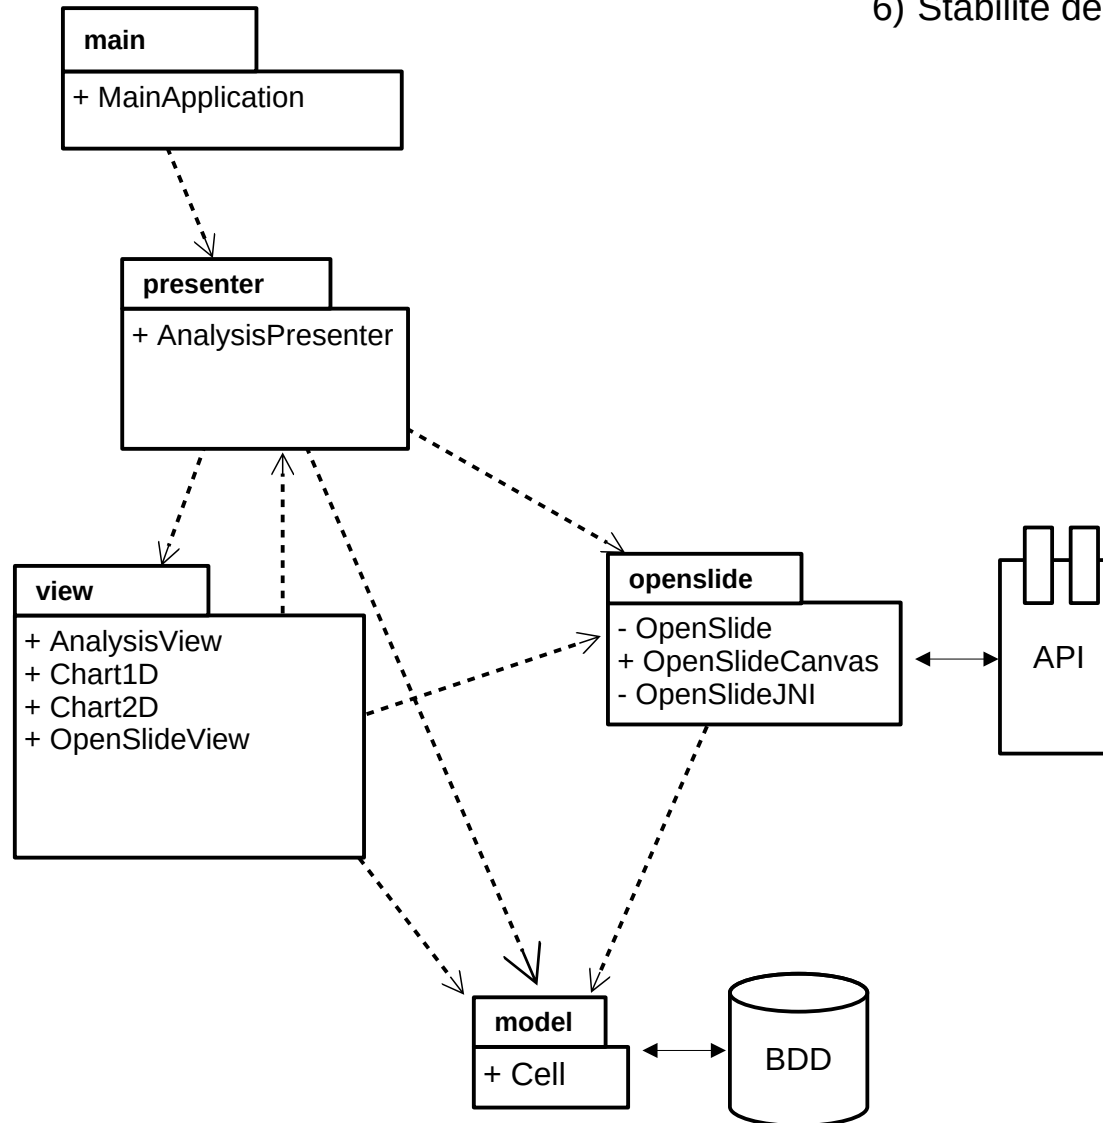 6) Stabilité de
main
+ MainApplication
presenter
+ AnalysisPresenter
view
+ AnalysisView
+ Chart1D
+ Chart2D
+ OpenSlideView
openslide
- OpenSlide
+ OpenSlideCanvas
- OpenSlideJNI
API
model
+ Cell
BDD